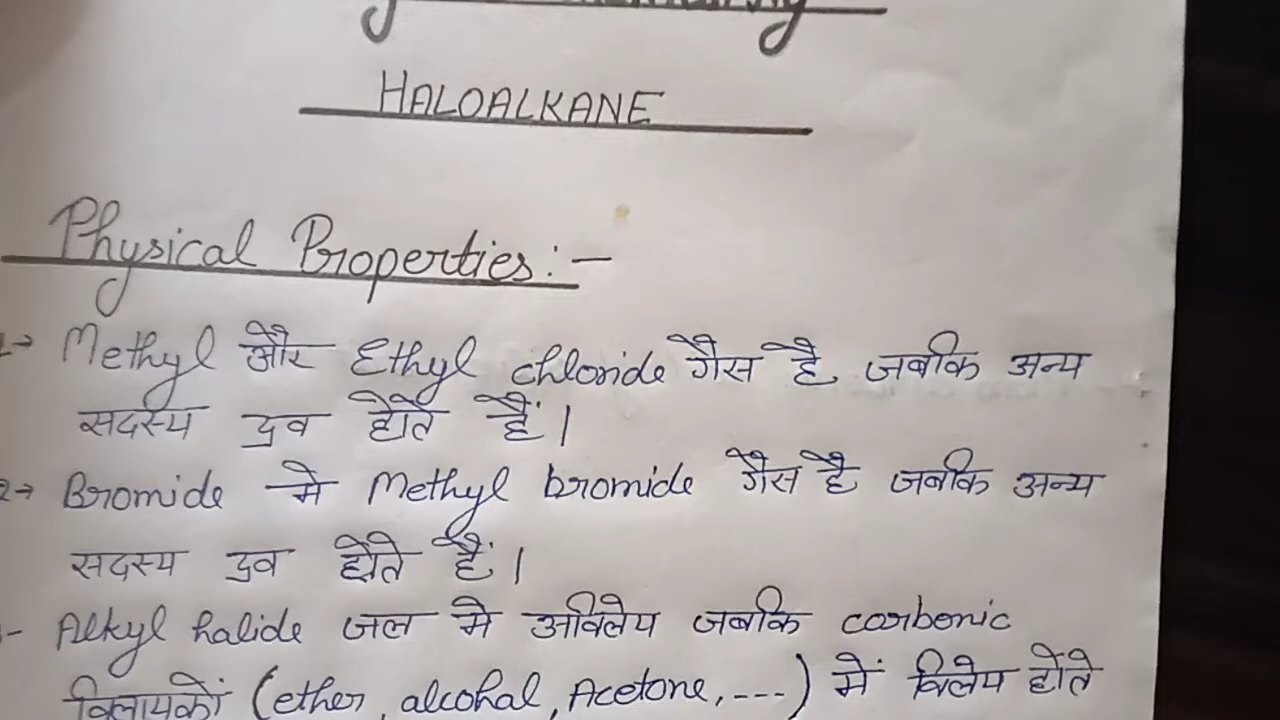 HALOALKANE
Physical Properties:-
1→ Methyl और Ethyl chloride गैस है, जबकि अन्य
सदस्य द्रव होते हैं।
2→ Bromide मे Methyl bromide गैस है जबकि अन्य
सदस्य द्रव होते हैं।
- Alkyl halide जल मे अविलेय जबकि carbonic
विलायकों (ether, alcohal, Acetone, ---) में विलेय होते